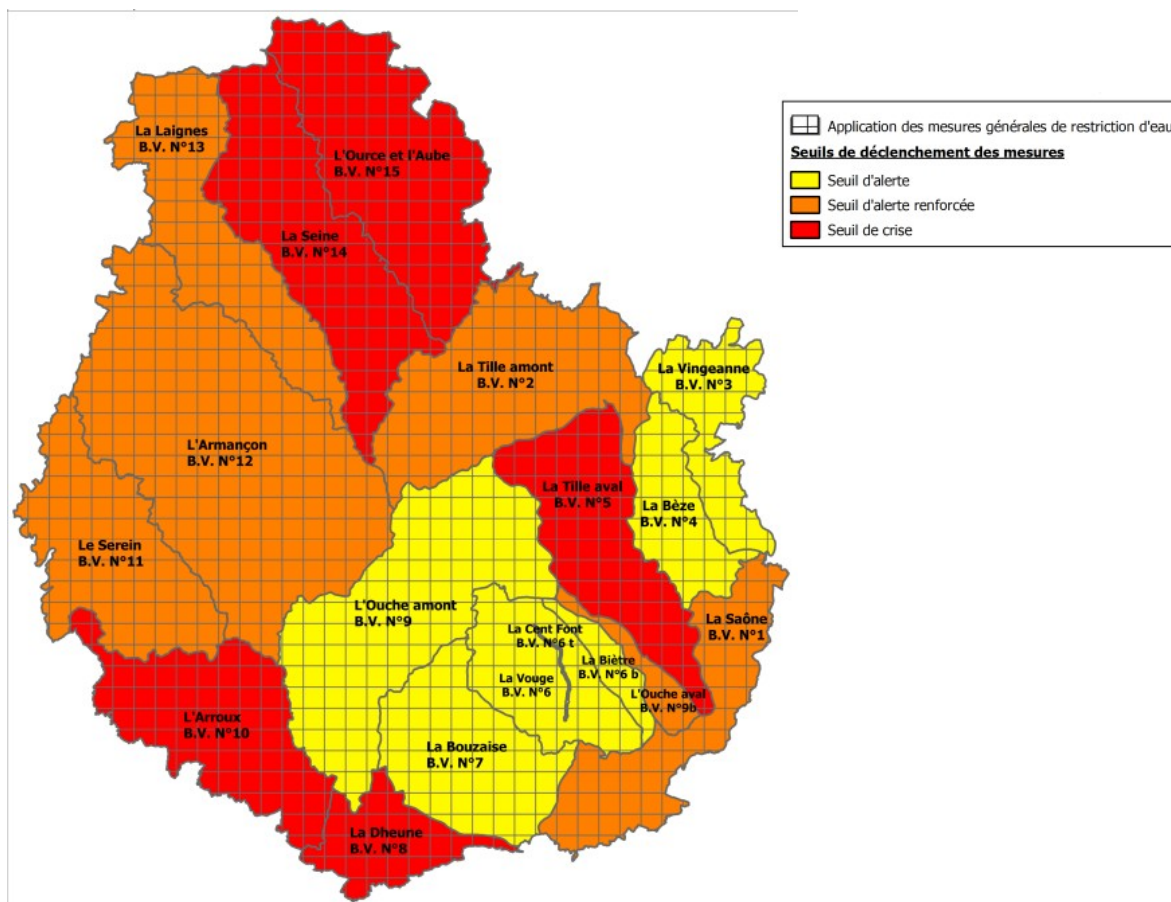 La Laignes
B.V. N°13
L'Ource et l'Aube
B.V. N°15
La Seine
B.V. N°14
La Tille amont
B.V. N°2
La Vingeanne
B.V. N°3
L'Armançon
B.V. N°12
La Tille aval
B.V. N°5
La Bèze
B.V. N°4
Le Serein
B.V. N°11
L'Ouche amont
B.V. N°9
La Cent Font
B.V. N°6 t
La Saône
B.V. N°1
La Biètre
B.V. N°6 b
La Vouge
B.V. N°6
L'Ouche aval
B.V. N°9b
L'Arroux
B.V. N°10
La Bouzaise
B.V. N°7
La Dheune
B.V. N°8
Application des mesures générales de restriction d'eau
Seuils de déclenchement des mesures
Seuil d'alerte
Seuil d'alerte renforcée
Seuil de crise